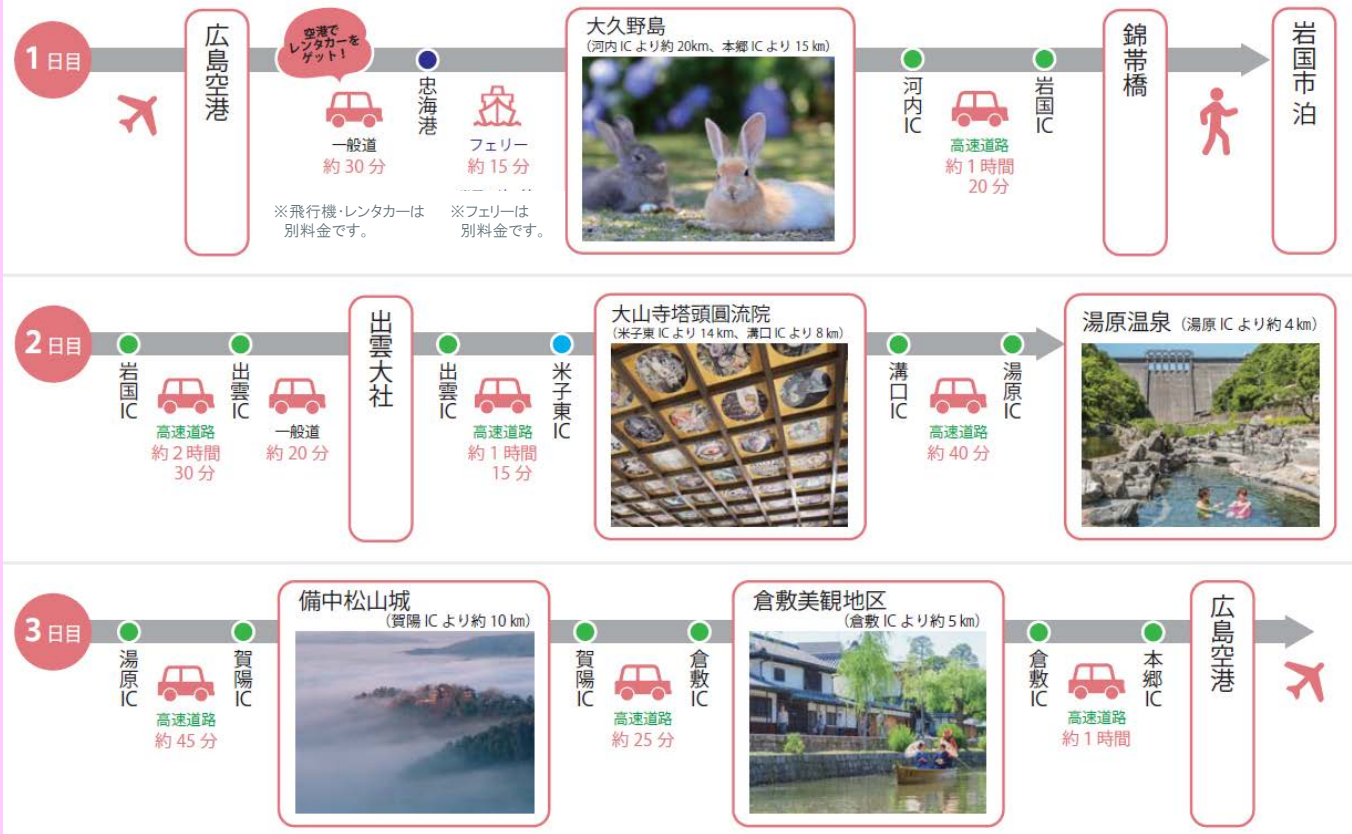 1日目
広島空港
空港で
レンタカーを
ゲット！
一般道
約30分
忠海港
フェリー
約15分
※飛行機・レンタカーは
別料金です。
※フェリーは
別料金です。
大久野島
(河内ICより約20km、本郷ICより15km)
河内IC
高速道路
約1時間
20分
岩国IC
錦帯橋
岩国市 泊
2日目
岩国IC
高速道路
約2時間
30分
出雲IC
一般道
約20分
出雲大社
出雲IC
高速道路
約1時間
15分
米子東IC
大山寺塔頭圓流院
(米子東ICより14km、溝口ICより8km)
溝口IC
高速道路
約40分
湯原IC
湯原温泉 (湯原ICより約4km)
3日目
湯原IC
高速道路
約45分
賀陽IC
備中松山城
(賀陽ICより約10km)
賀陽IC
高速道路
約25分
倉敷IC
倉敷美観地区
(倉敷ICより約5km)
倉敷IC
高速道路
約1時間
本郷IC
広島空港